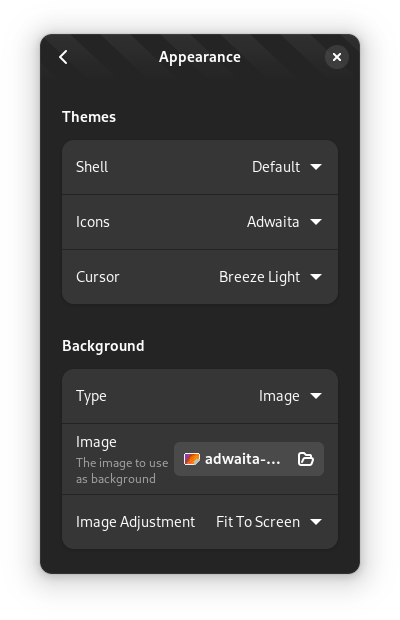 Appearance
Themes
Shell Default
Icons Adwaita
Cursor Breeze Light
Background
Type Image
Image
The image to use
as background
adwaita-...
Image Adjustment Fit To Screen